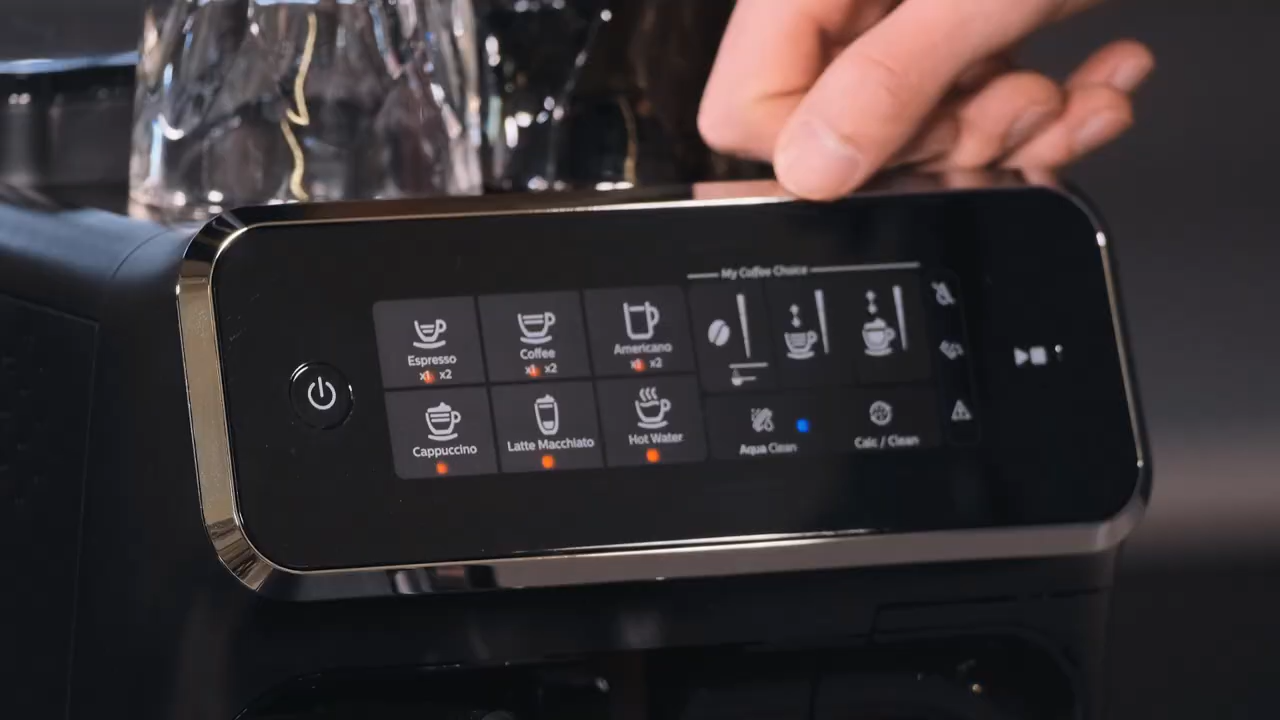 My Coffee Choice
Espresso
x1 x2
Coffee
x1 x2
Americano
x1 x2
Cappuccino
Latte Macchiato
Hot Water
Aqua Clean
Calc / Clean